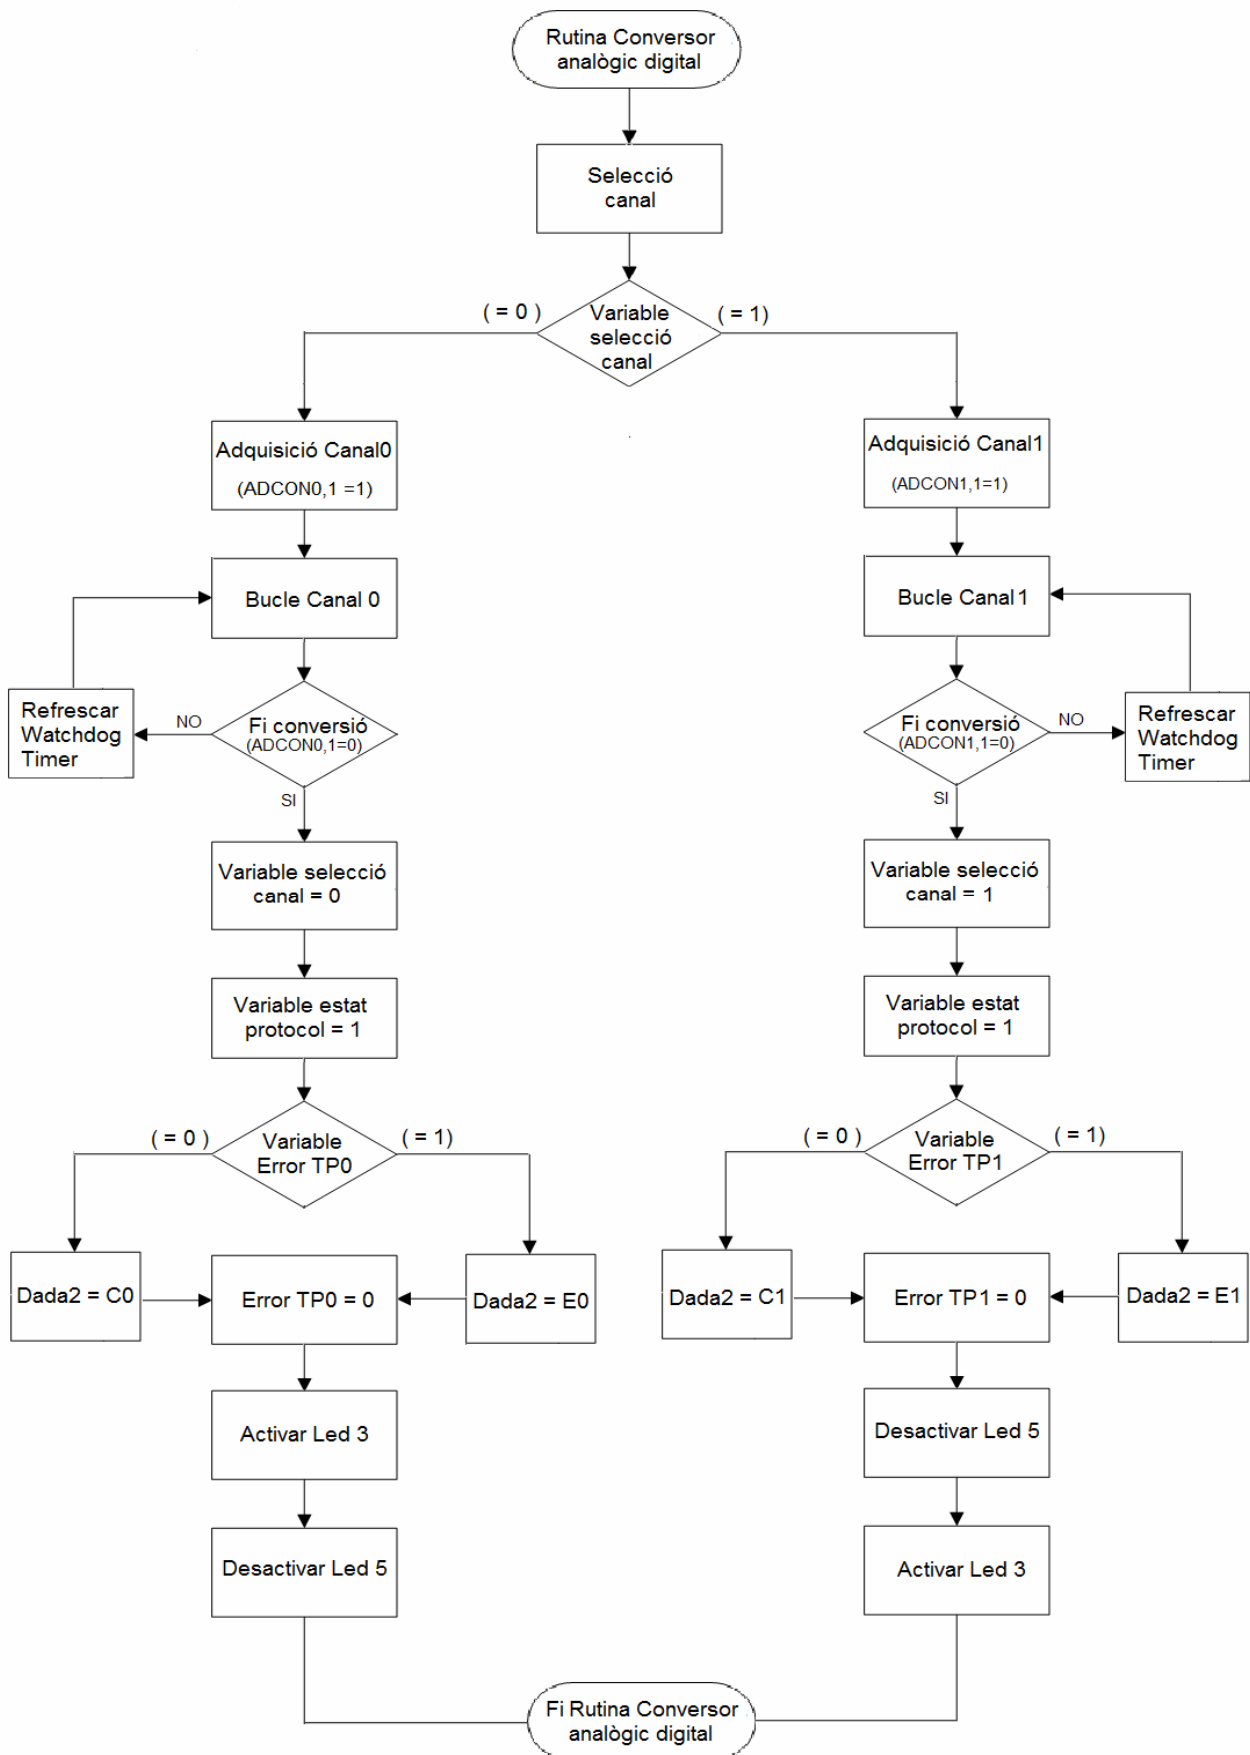 Rutina Conversor
analògic digital
Selecció
canal
( = 0 )
Variable
selecció
canal
( = 1)
Adquisició Canal0
(ADCON0,1 =1)
Adquisició Canal1
(ADCON1,1=1)
Bucle Canal 0
Bucle Canal 1
Refrescar
Watchdog
Timer
NO
Fi conversió
(ADCON0,1=0)
SI
Fi conversió
(ADCON1,1=0)
NO
SI
Refrescar
Watchdog
Timer
Variable selecció
canal = 0
Variable selecció
canal = 1
Variable estat
protocol = 1
Variable estat
protocol = 1
( = 0 )
Variable
Error TP0
( = 1)
( = 0 )
Variable
Error TP1
( = 1)
Dada2 = C0
Error TP0 = 0
Dada2 = E0
Dada2 = C1
Error TP1 = 0
Dada2 = E1
Activar Led 3
Desactivar Led 5
Desactivar Led 5
Activar Led 3
Fi Rutina Conversor
analògic digital